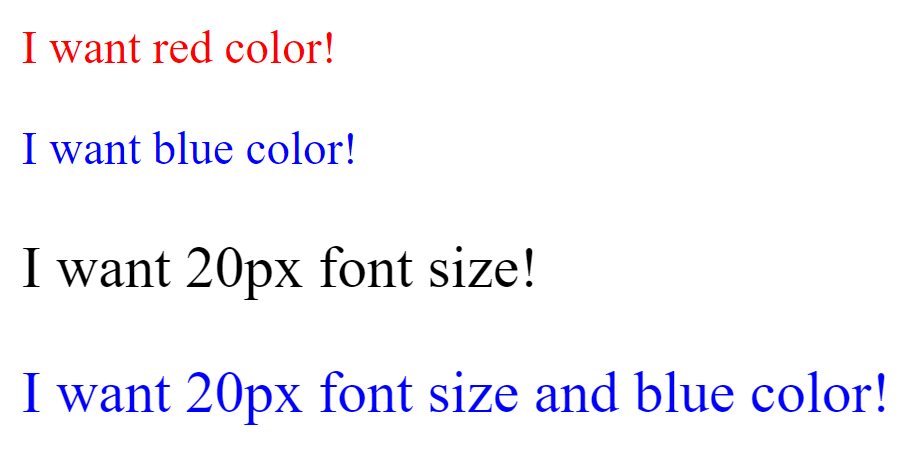 I want red color!
I want blue color!
I want 20px font size!
I want 20px font size and blue color!